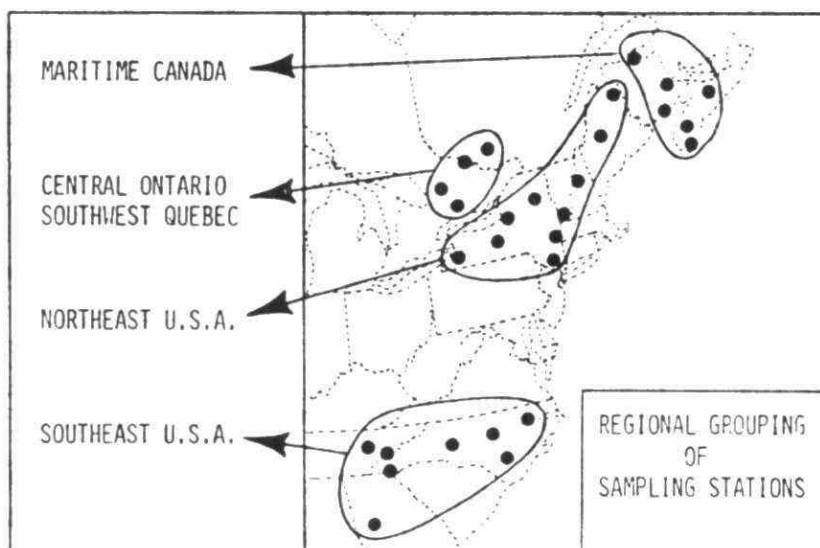 MARITIME CANADA
CENTRAL ONTARIO
SOUTHWEST QUEBEC
NORTHEAST U.S.A.
SOUTHEAST U.S.A.
REGIONAL GROUPING
OF
SAMPLING STATIONS